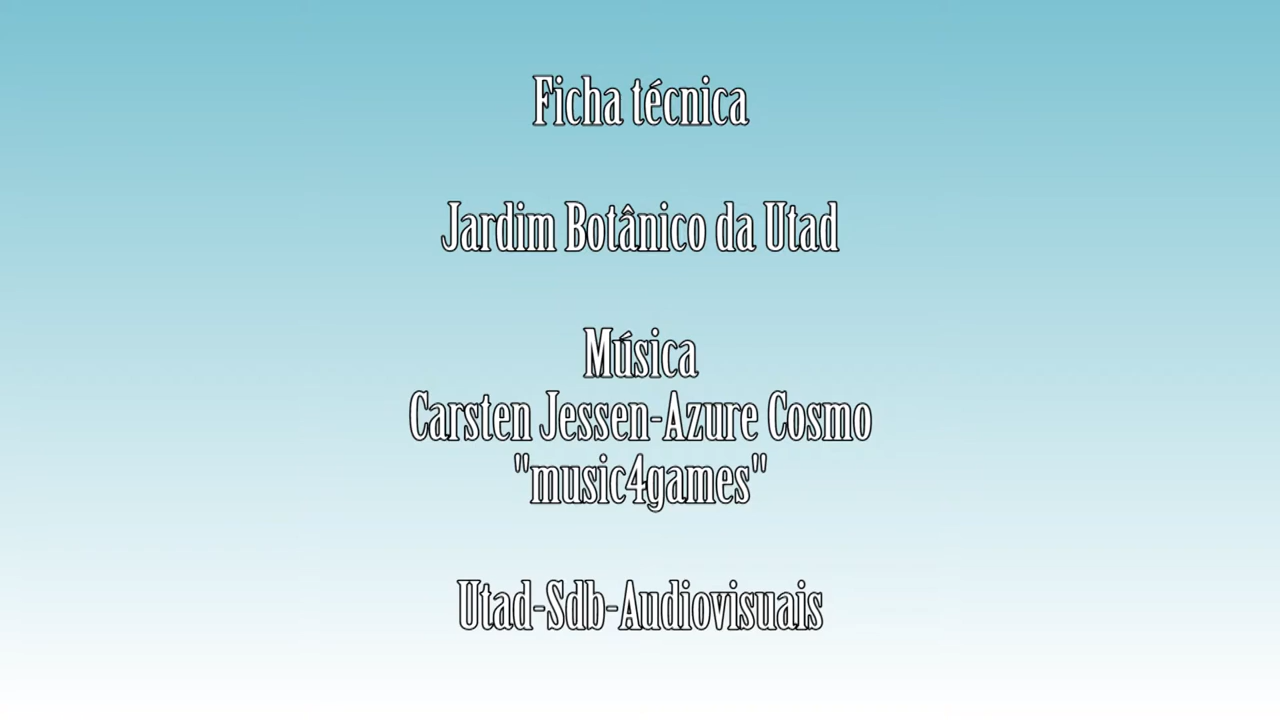 Ficha técnica
Jardim Botânico da Utad
Música
Carsten Jessen-Azure Cosmo
"music4games"
Utad-Sdb-Audiovisuais